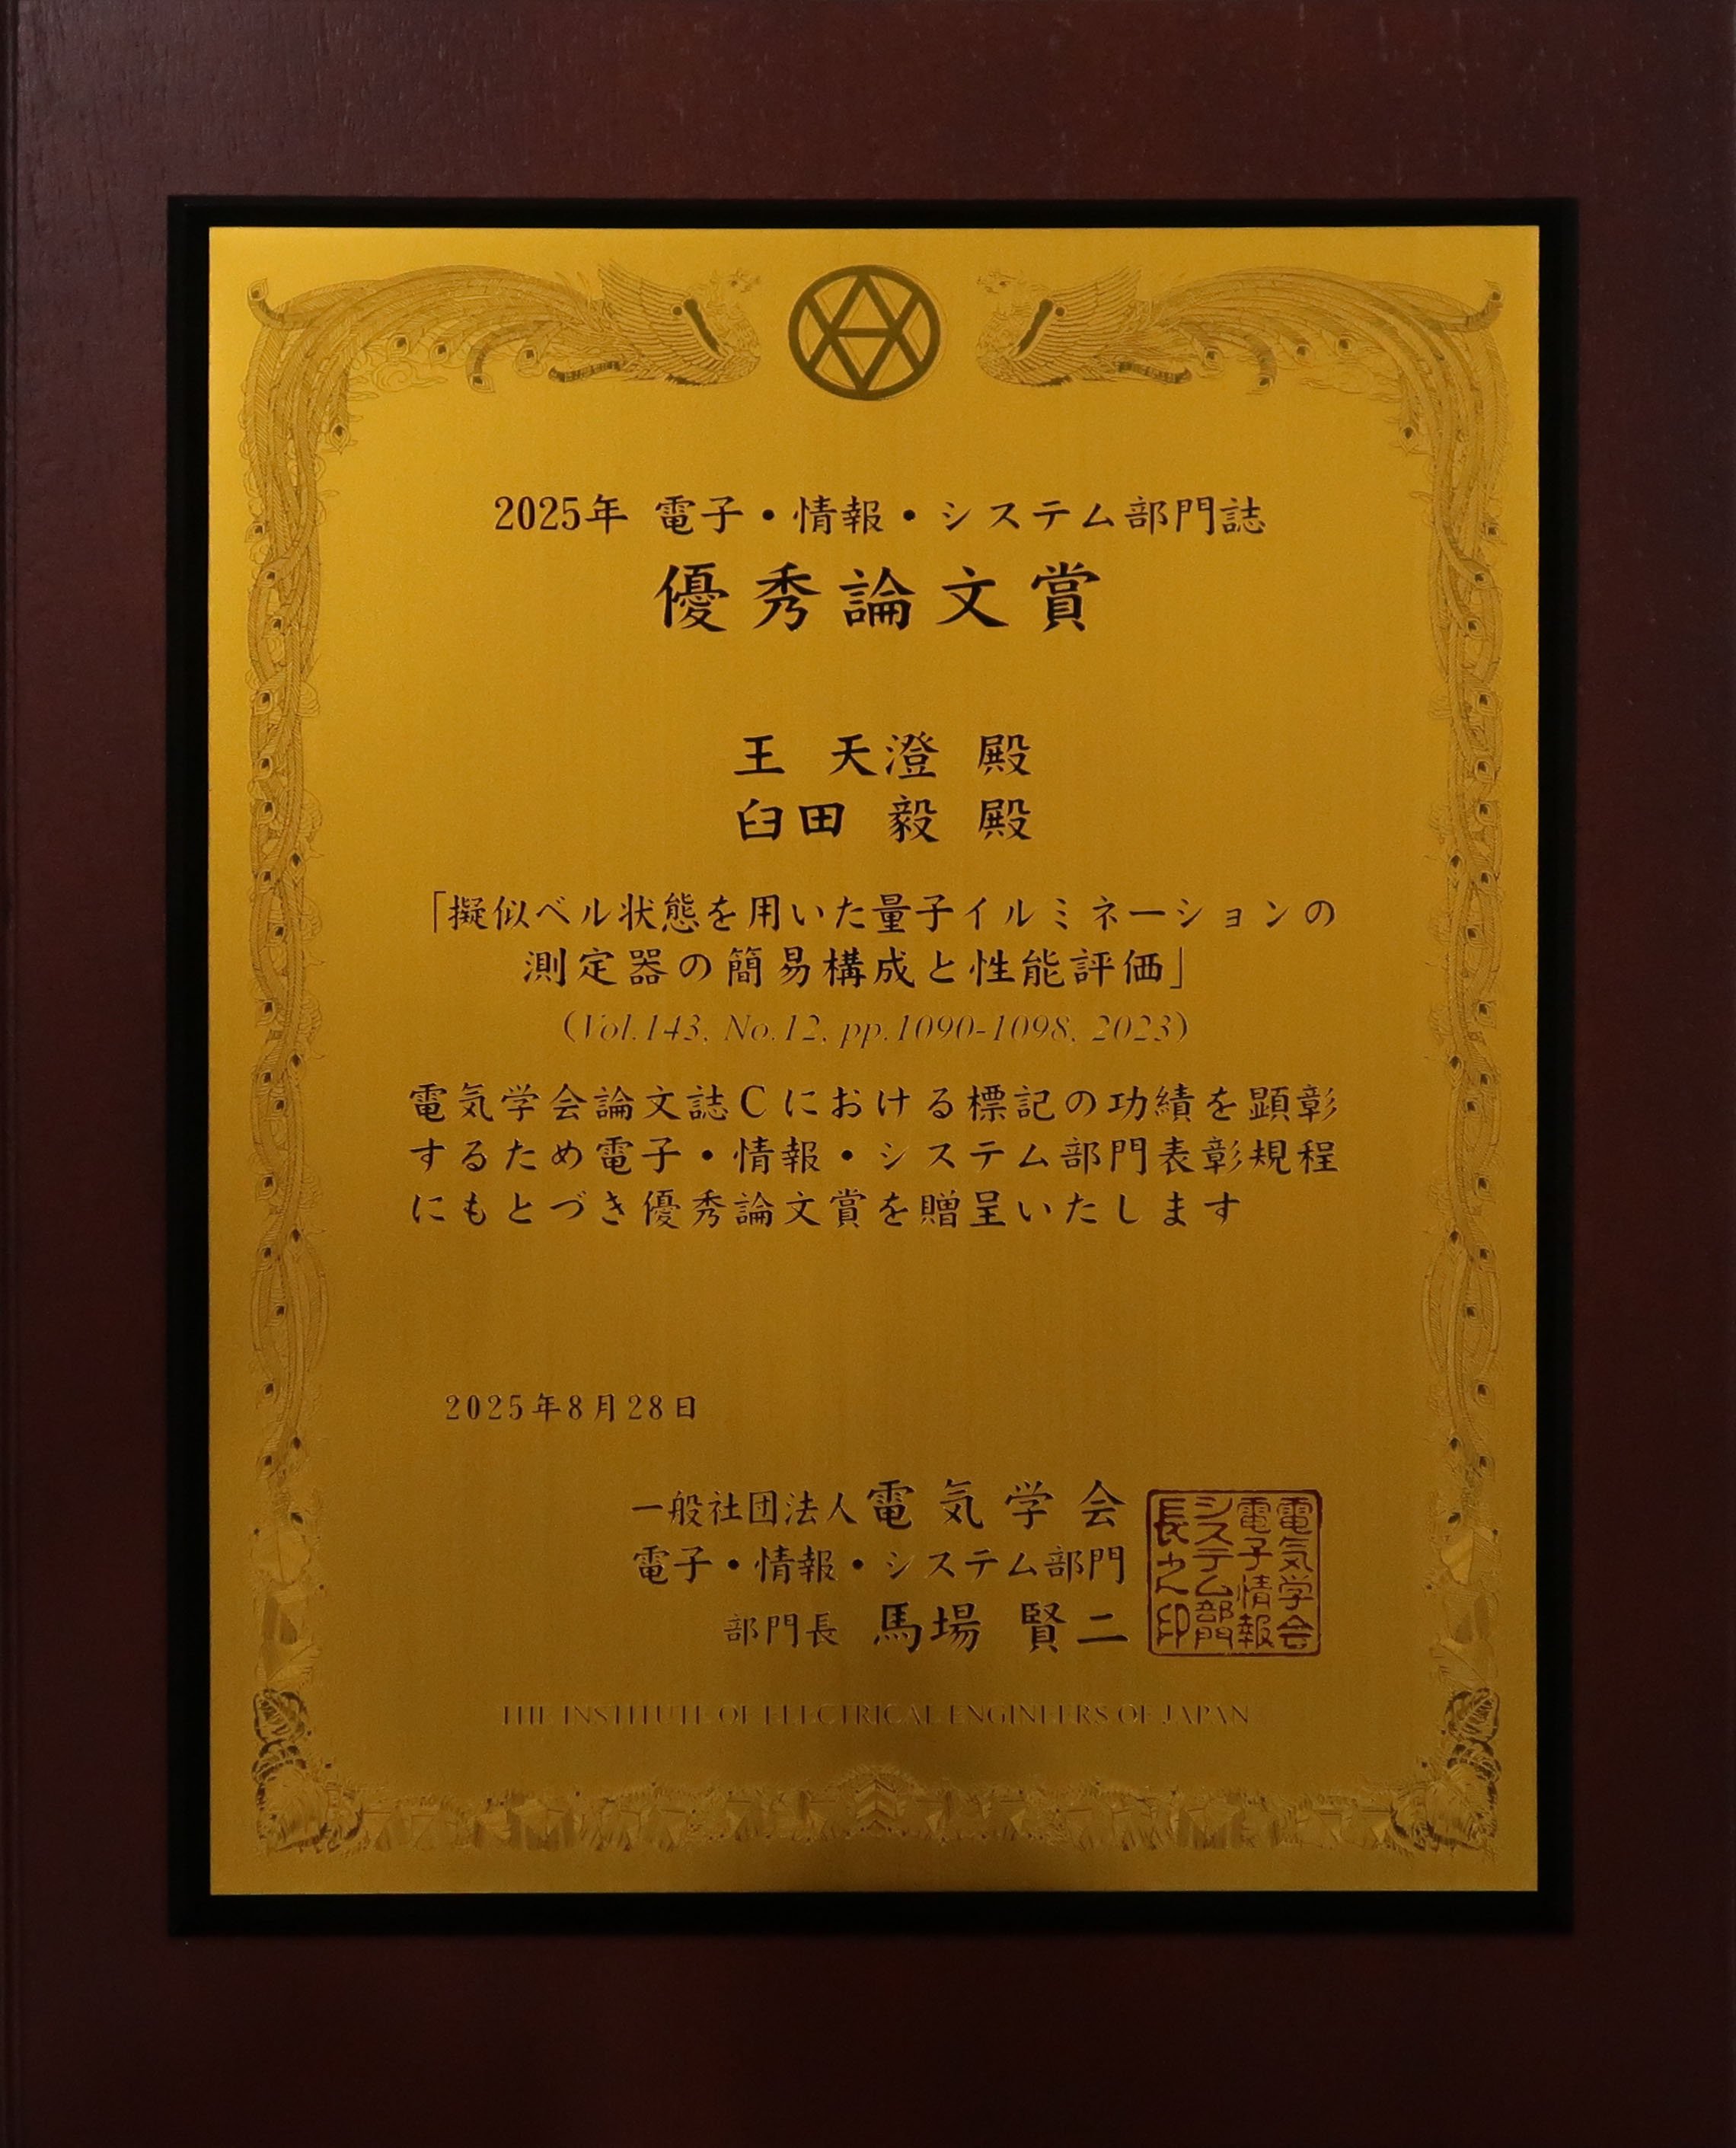 2025年 電子・情報・システム部門誌
優秀論文賞
王 天澄 殿
臼田 毅 殿
「擬似ベル状態を用いた量子イルミネーションの
測定器の簡易構成と性能評価」
(Vol.143, No.12, pp.1090-1098, 2023)
電気学会論文誌Cにおける標記の功績を顕彰
するため電子・情報・システム部門表彰規程
にもとづき優秀論文賞を贈呈いたします
2025年8月28日
一般社団法人電気学会
電子・情報・システム部門
部門長 馬場 賢二
電気学会
電子情報
システム部門
長之印
THE INSTITUTE OF ELECTRICAL ENGINEERS OF JAPAN